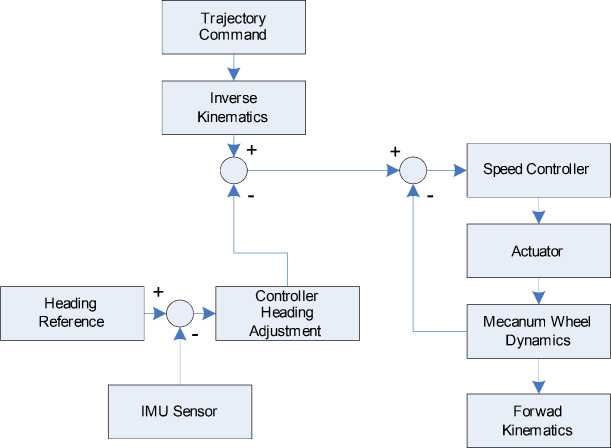 Trajectory
Command
Inverse
Kinematics
+
-
+
-
Speed Controller
Actuator
Mecanum Wheel
Dynamics
Forwad
Kinematics
Heading
Reference
+
-
Controller
Heading
Adjustment
IMU Sensor